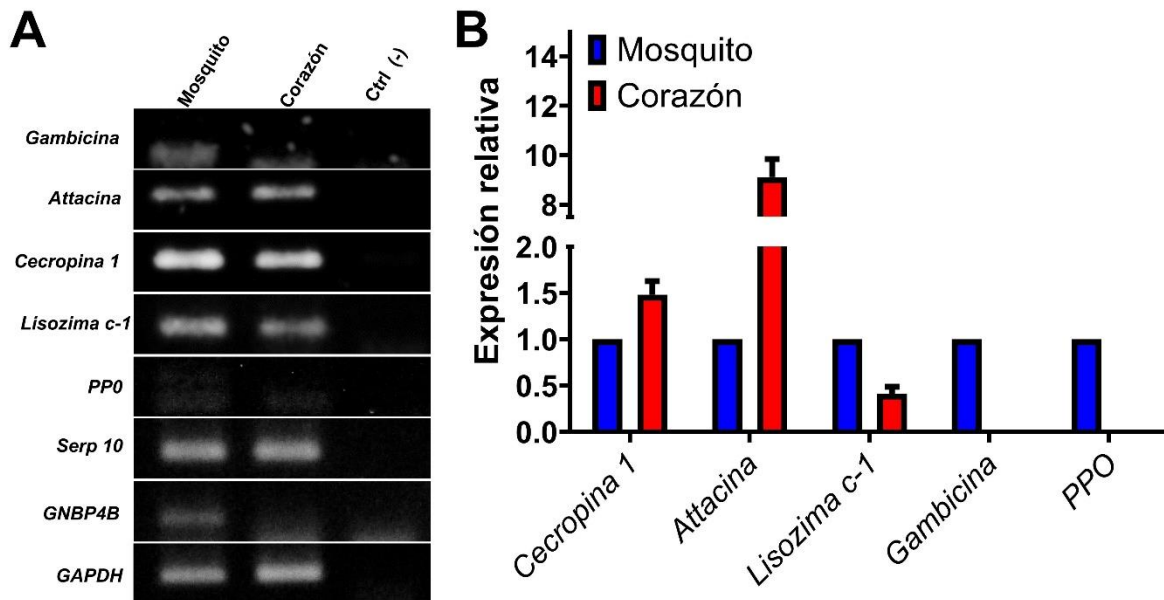 A
Mosquito Corazón Ctrl (-)
Gambicina
Attacina
Cecropina 1
Lisozima c-1
PP0
Serp 10
GNBP4B
GAPDH
B
Mosquito
Corazón
Expresión relativa
14
12
10
8
2.0
1.5
1.0
0.5
0.0
Cecropina 1
Attacina
Lisozima c-1
Gambicina
PPO